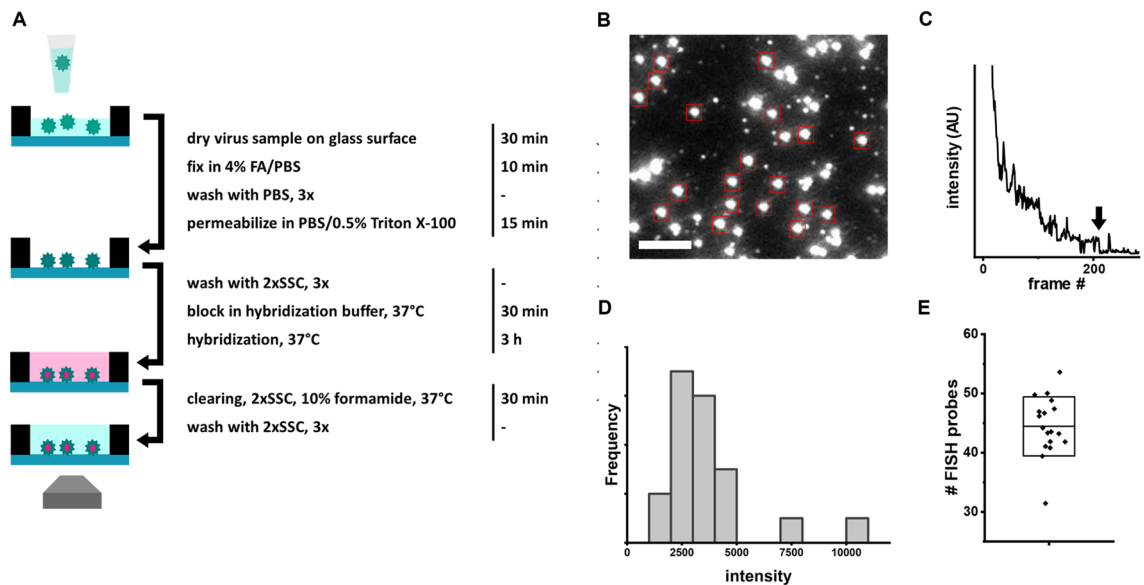 A
dry virus sample on glass surface 30 min
fix in 4% FA/PBS 10 min
wash with PBS, 3x -
permeabilize in PBS/0.5% Triton X-100 15 min
wash with 2xSSC, 3x -
block in hybridization buffer, 37°C 30 min
hybridization, 37°C 3 h
clearing, 2xSSC, 10% formamide, 37°C 30 min
wash with 2xSSC, 3x -
B
C
intensity (AU)
0 100 200
frame #
D
Frequency
0 2500 5000 7500 10000
intensity
E
# FISH probes
60
50
40
30